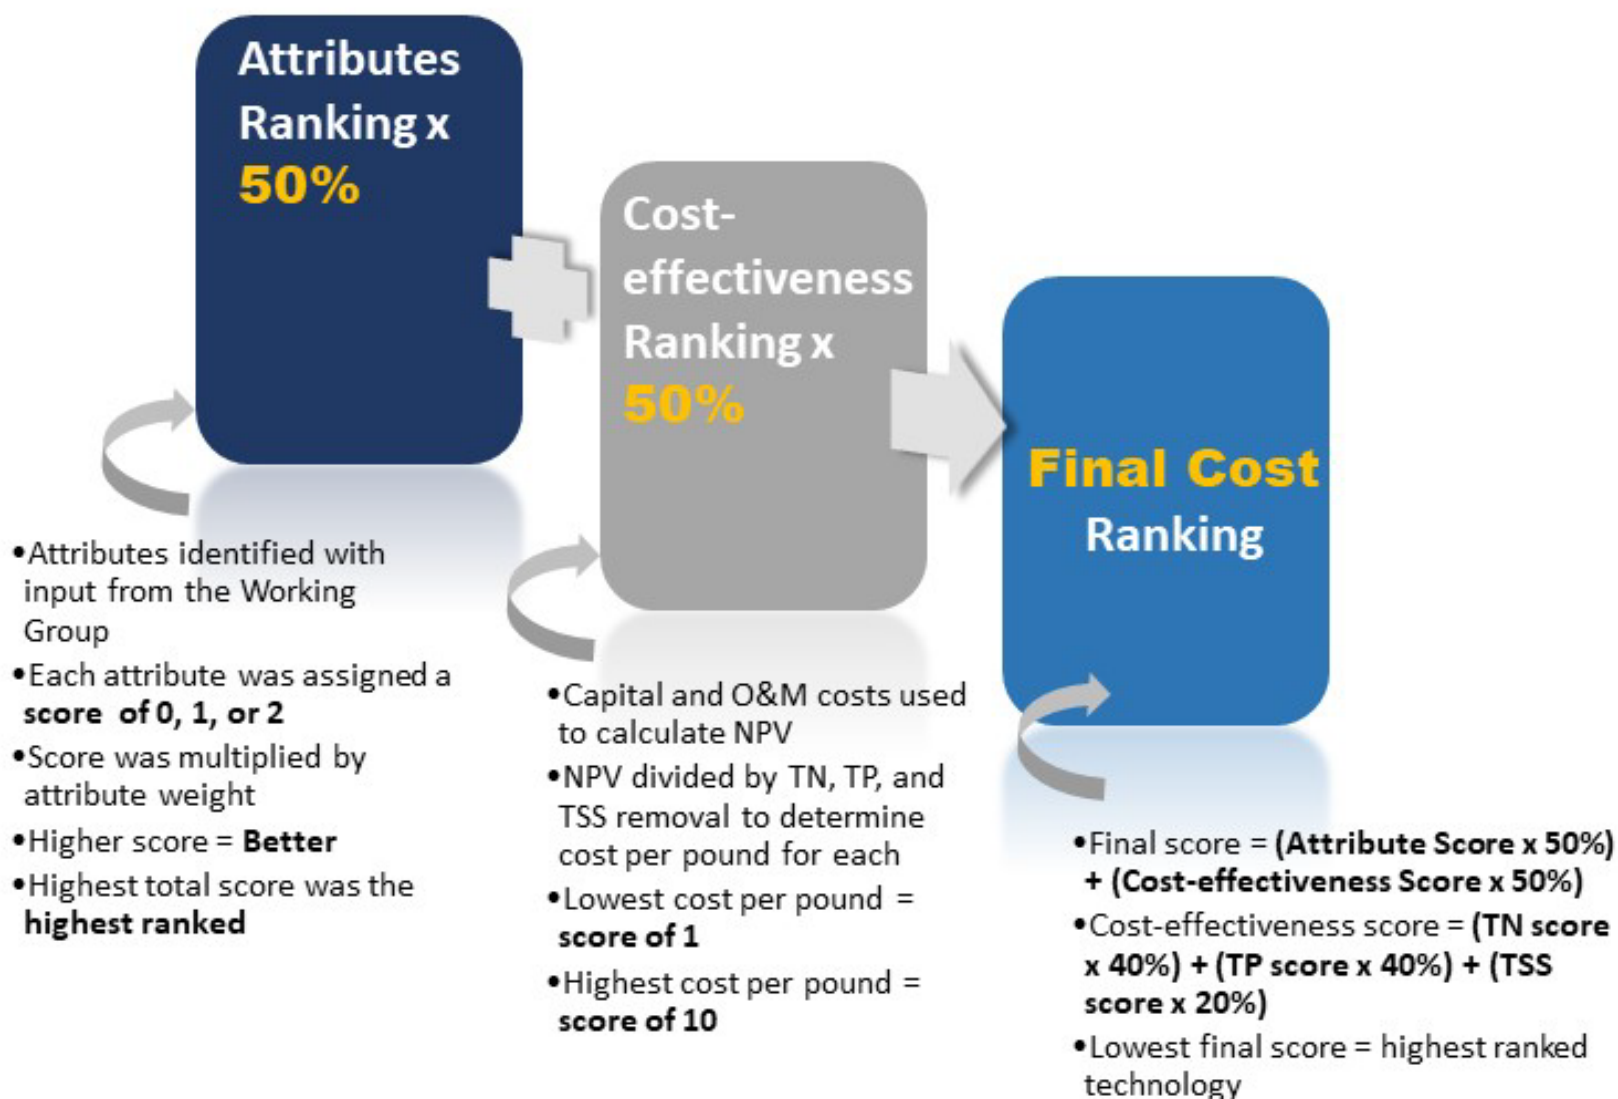 Attributes
Ranking x
50%
Cost-
effectiveness
Ranking x
50%
Final Cost
Ranking
•Attributes identified with
input from the Working
Group
•Each attribute was assigned a
score of 0, 1, or 2
•Score was multiplied by
attribute weight
•Higher score = Better
•Highest total score was the
highest ranked
•Capital and O&M costs used
to calculate NPV
•NPV divided by TN, TP, and
TSS removal to determine
cost per pound for each
•Lowest cost per pound =
score of 1
•Highest cost per pound =
score of 10
•Final score = (Attribute Score x 50%)
+ (Cost-effectiveness Score x 50%)
•Cost-effectiveness score = (TN score
x 40%) + (TP score x 40%) + (TSS
score x 20%)
•Lowest final score = highest ranked
technology